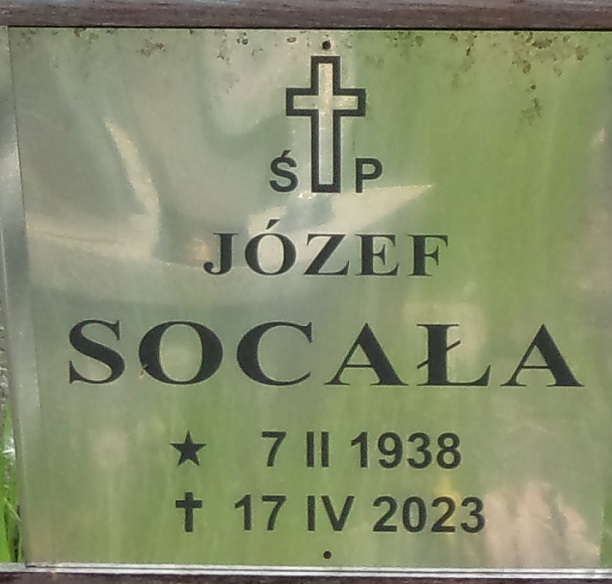 Ś P
JÓZEF
SOCAŁA
★ 7 II 1938
✝ 17 IV 2023